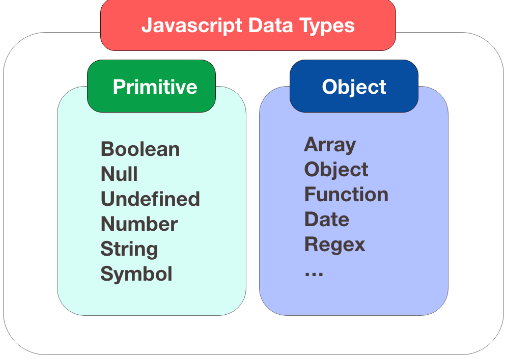 Javascript Data Types
Primitive
Boolean
Null
Undefined
Number
String
Symbol
Object
Array
Object
Function
Date
Regex
...